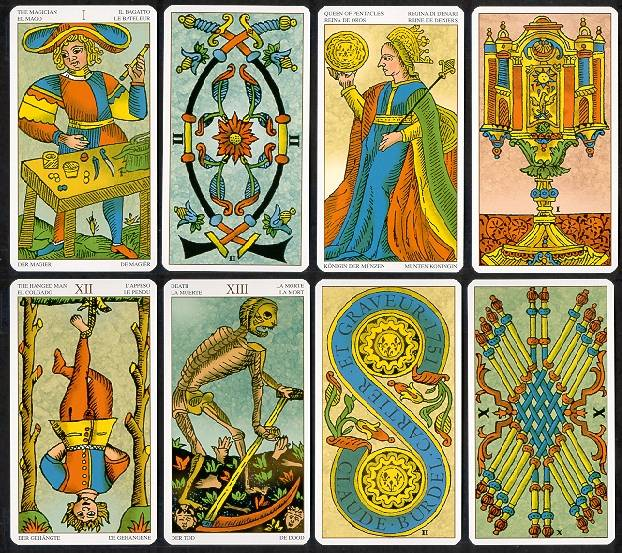 THE MAGICIAN
EL MAGO
I
IL BAGATTO
LE BATELEUR
DER MAGIER
DE MAGER
II
II
II
QUEEN OF PENTACLES
REINA DE OROS
REGINA DI DENARI
REINE DE DENIERS
KÖNIGIN DER MÜNZEN
MUNTEN KONINGIN
I
THE HANGED MAN
EL COLGADO
XII
L'APPESO
LE PENDU
DER GEHÄNGTE
DE GEHANGENE
DEATH
LA MUERTE
XIII
LA MORTE
LA MORT
DER TOD
DE DOOD
CLAUDE·BURDEL·CARTIER·ET GRAVEUR·1751
II
X
X
X